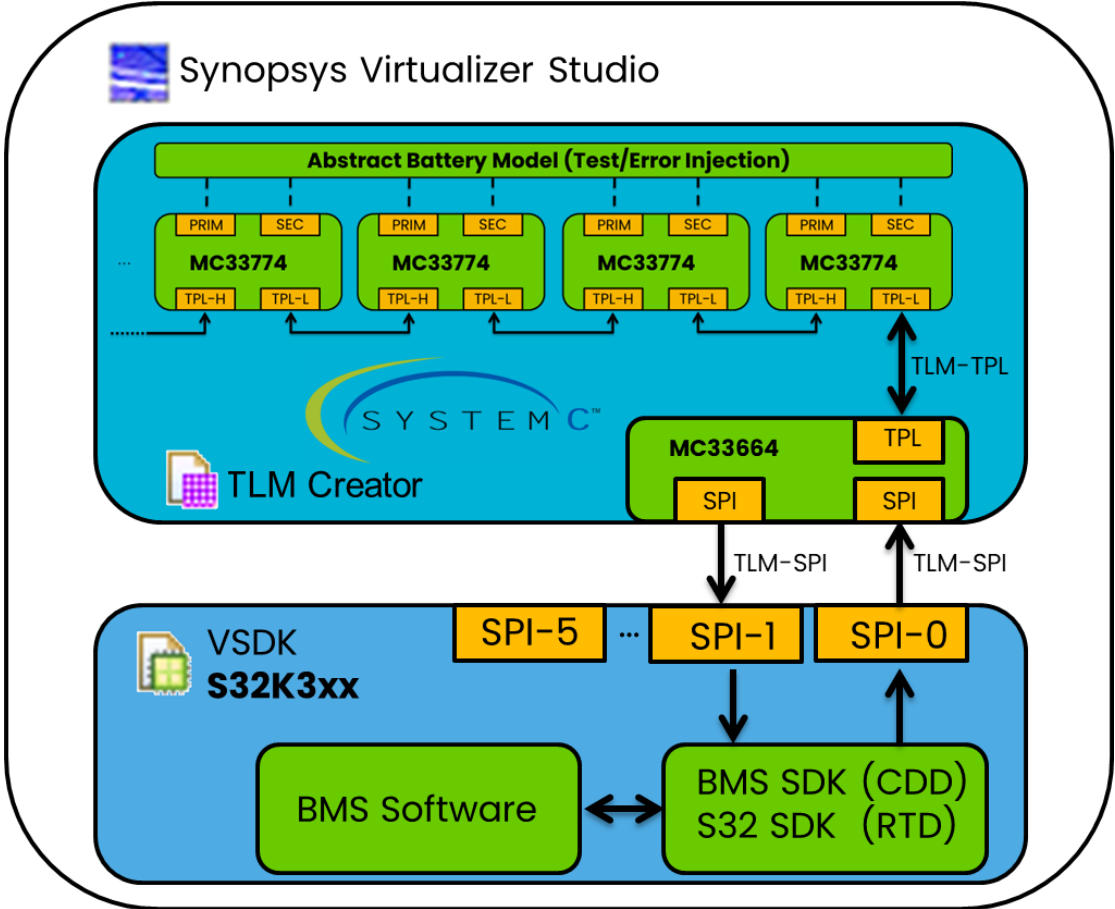 Synopsys Virtualizer Studio
Abstract Battery Model (Test/Error Injection)
PRIM SEC PRIM SEC PRIM SEC PRIM SEC
... MC33774 MC33774 MC33774 MC33774
TPL-H TPL-L TPL-H TPL-L TPL-H TPL-L TPL-H TPL-L
TLM-TPL
SYSTEM C™
MC33664 TPL
TLM Creator
SPI SPI
TLM-SPI TLM-SPI
VSDK
S32K3xx
SPI-5 ... SPI-1 SPI-0
BMS Software
BMS SDK (CDD)
S32 SDK (RTD)